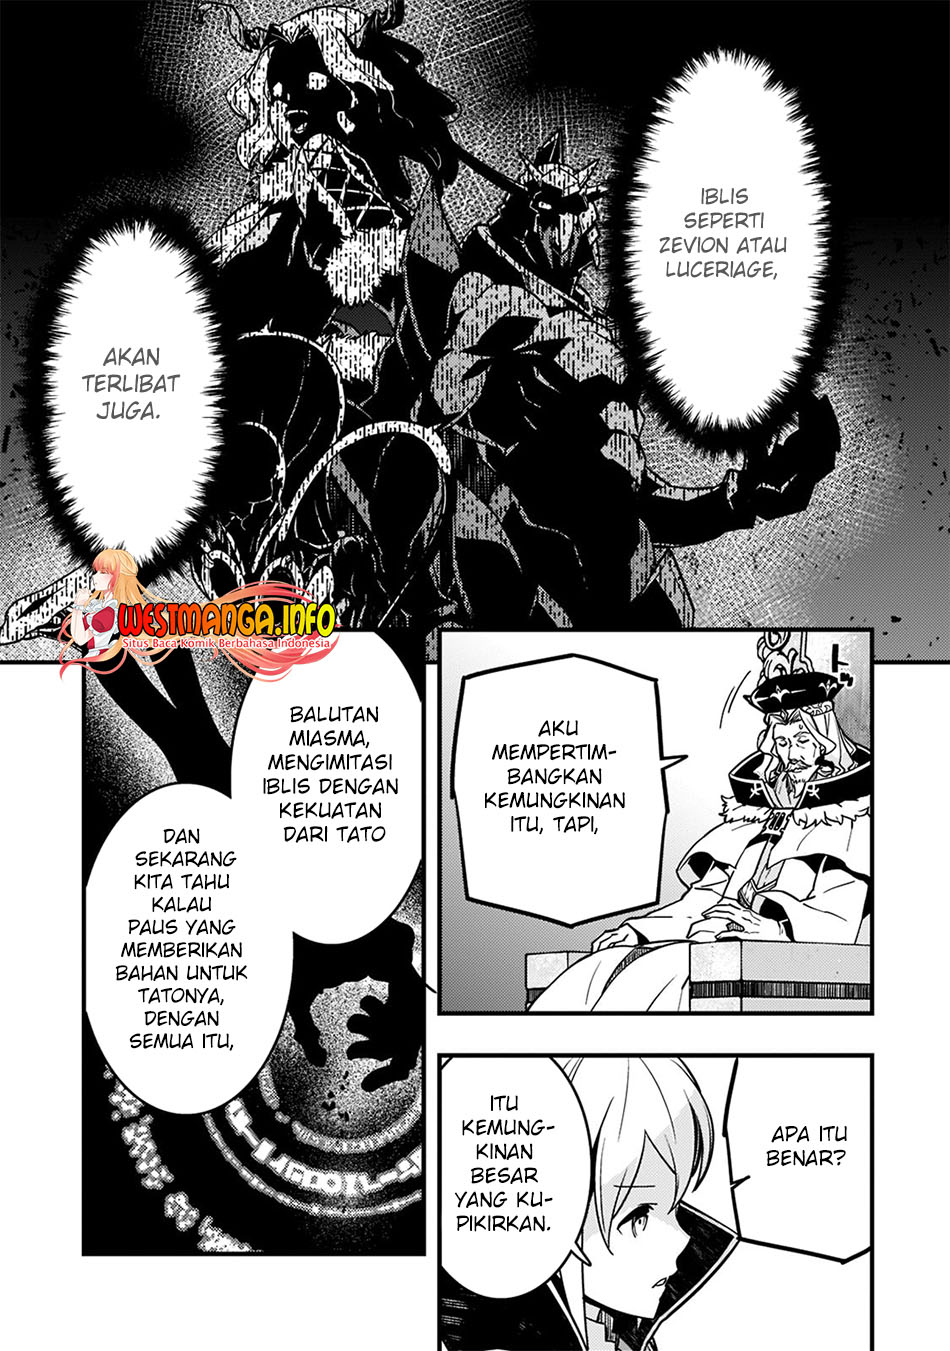 IBLIS
SEPERTI
ZEVION ATAU
LUCERIAGE,
AKAN
TERLIBAT
JUGA.
WESTMANGA.INFO
Situs Baca Komik Berbahasa Indonesia
AKU
MEMPERTIM-
BANGKAN
KEMUNGKINAN
ITU, TAPI,
BALUTAN
MIASMA,
MENGIMITASI
IBLIS DENGAN
KEKUATAN
DARI TATO
DAN
SEKARANG
KITA TAHU
KALAU
PAUS YANG
MEMBERIKAN
BAHAN UNTUK
TATONYA,
DENGAN
SEMUA ITU,
APA ITU
BENAR?
ITU
KEMUNG-
KINAN
BESAR
YANG KU-
PIKIRKAN.